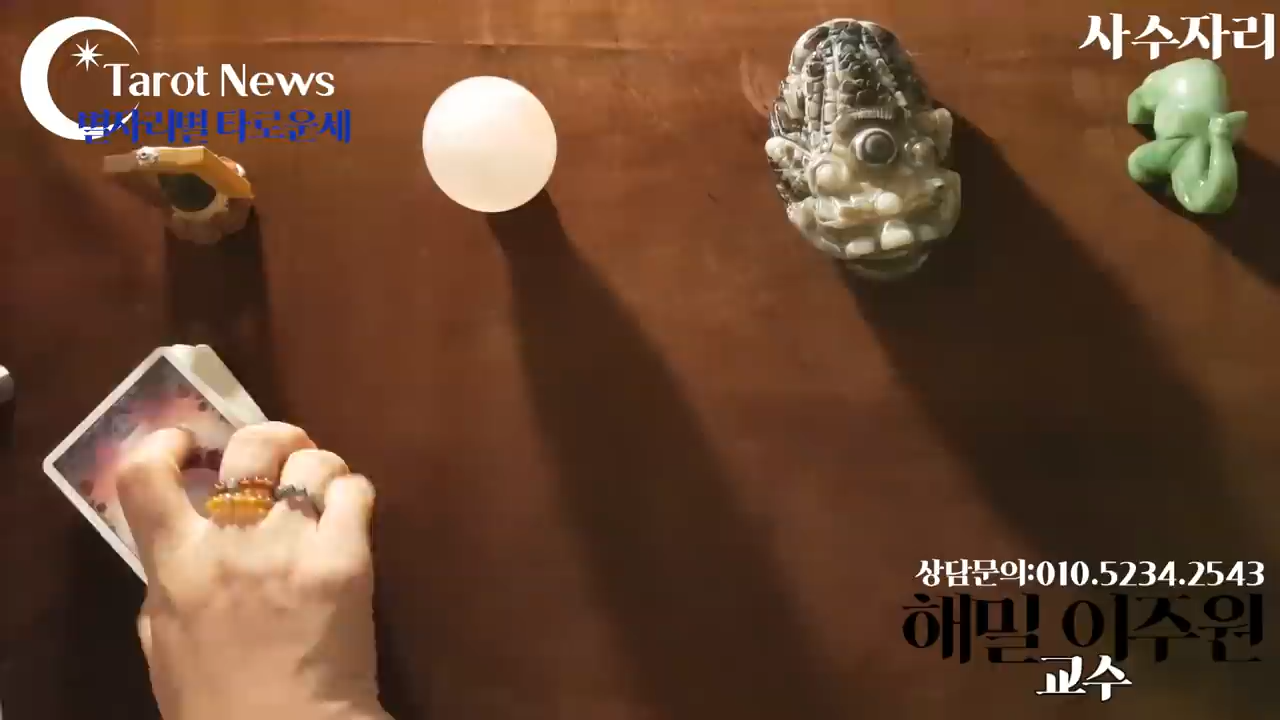 사수자리
Tarot News
별자리별 타로운세
상담문의:010.5234.2543
해밀 이주원
교수